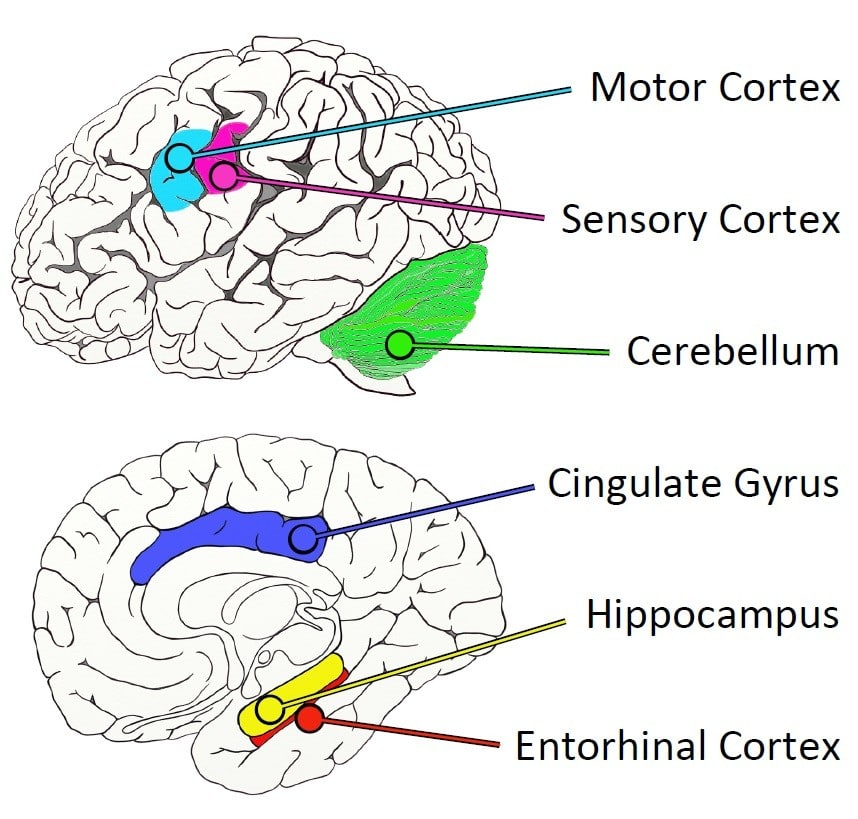 Motor Cortex
Sensory Cortex
Cerebellum
Cingulate Gyrus
Hippocampus
Entorhinal Cortex